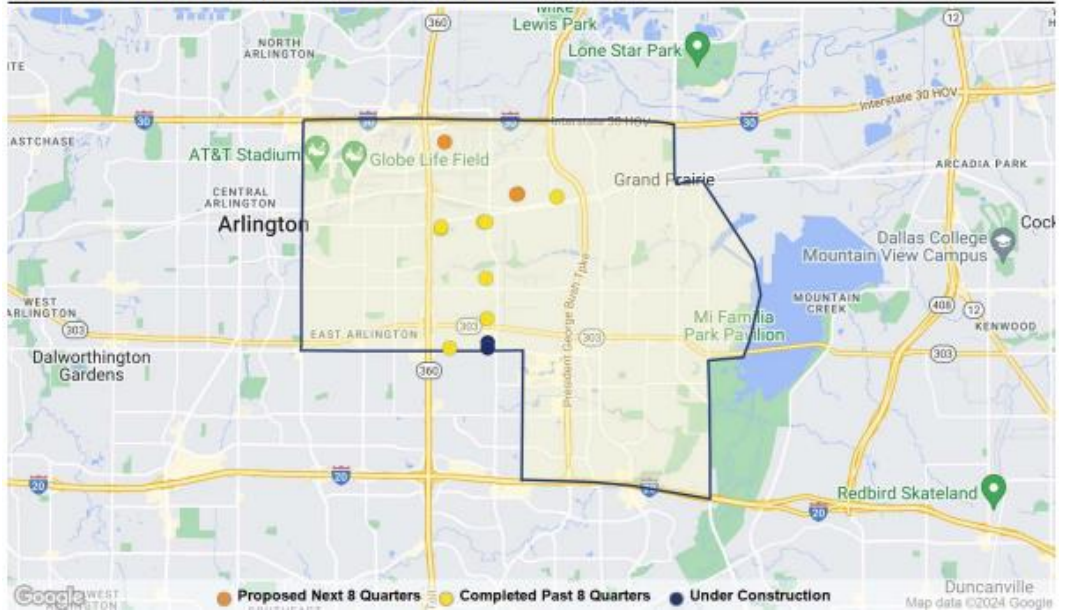 Mike
Lewis Park
360
12
NORTH
ARLINGTON
Lone Star Park
Interstate 30 HOV
30
30
30
30
Interstate 30 HOV
EASTCHASE
AT&T Stadium
Globe Life Field
ARCADIA PARK
CENTRAL
ARLINGTON
Grand Prairie
Arlington
Cock
Dallas College
Mountain View Campus
President George Bush Tpke
WEST
ARLINGTON
303
EAST ARLINGTON
303
303
Mi Familia
Park Pavilion
MOUNTAIN
CREEK
408
12
KENWOOD
303
Dalworthington
Gardens
360
20
20
20
20
Redbird Skateland
Duncanville
Google
Proposed Next 8 Quarters
Completed Past 8 Quarters
Under Construction
Map data ©2024 Google